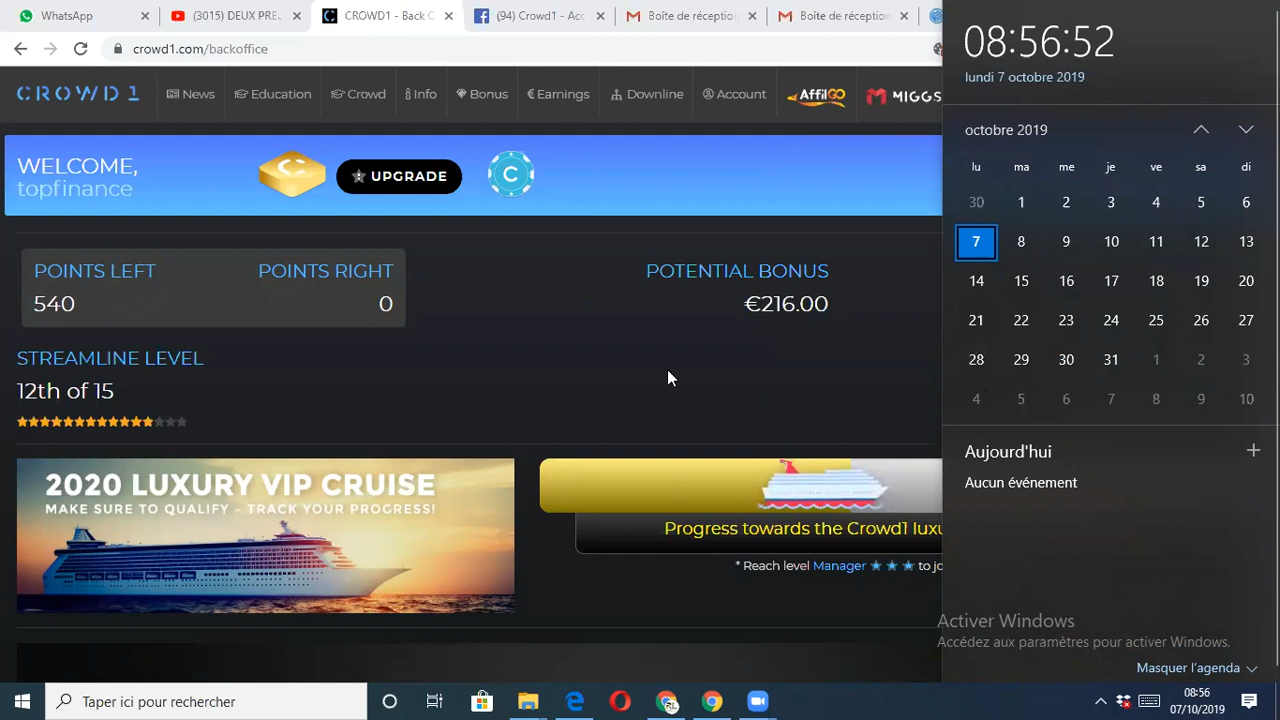 WhatsApp
(3015) DEUX PRE
CROWD1 - Back C
(94) Crowd1 - Acc
Boîte de réception
Boîte de réception
crowd1.com/backoffice
CROWD1
News
Education
Crowd
Info
Bonus
Earnings
Downline
Account
AFFILGO
MIGGS
WELCOME,
topfinance
UPGRADE
C
POINTS LEFT
POINTS RIGHT
POTENTIAL BONUS
540
0
€216.00
STREAMLINE LEVEL
12th of 15
2020 LUXURY VIP CRUISE
MAKE SURE TO QUALIFY - TRACK YOUR PROGRESS!
Progress towards the Crowd1 luxu
* Reach level Manager ★ ★ ★ to jo
08:56:52
lundi 7 octobre 2019
octobre 2019
lu ma me je ve sa di
30 1 2 3 4 5 6
7 8 9 10 11 12 13
14 15 16 17 18 19 20
21 22 23 24 25 26 27
28 29 30 31 1 2 3
4 5 6 7 8 9 10
Aujourd'hui
Aucun événement
Activer Windows
Accédez aux paramètres pour activer Windows.
Masquer l'agenda
Taper ici pour rechercher
08:56
07/10/2019